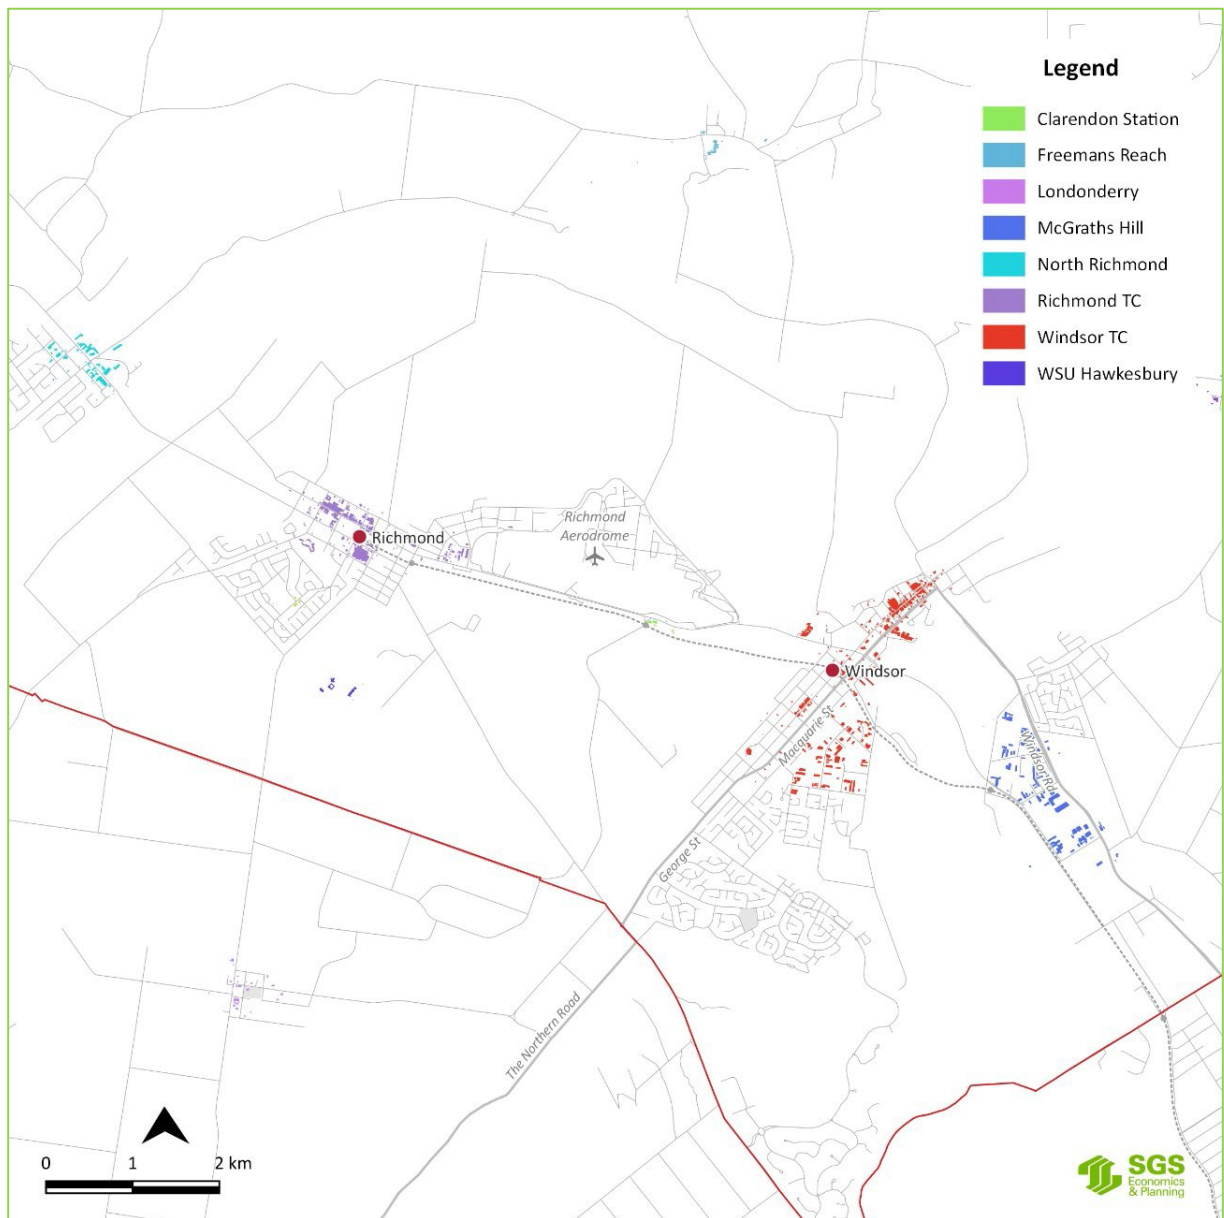 Legend
Clarendon Station
Freemans Reach
Londonderry
McGraths Hill
North Richmond
Richmond TC
Windsor TC
WSU Hawkesbury
Richmond
Aerodrome
Richmond
Windsor
Macquarie St
Windsor Rd
George St
The Northern Road
0 1 2 km
SGS
Economics
& Planning